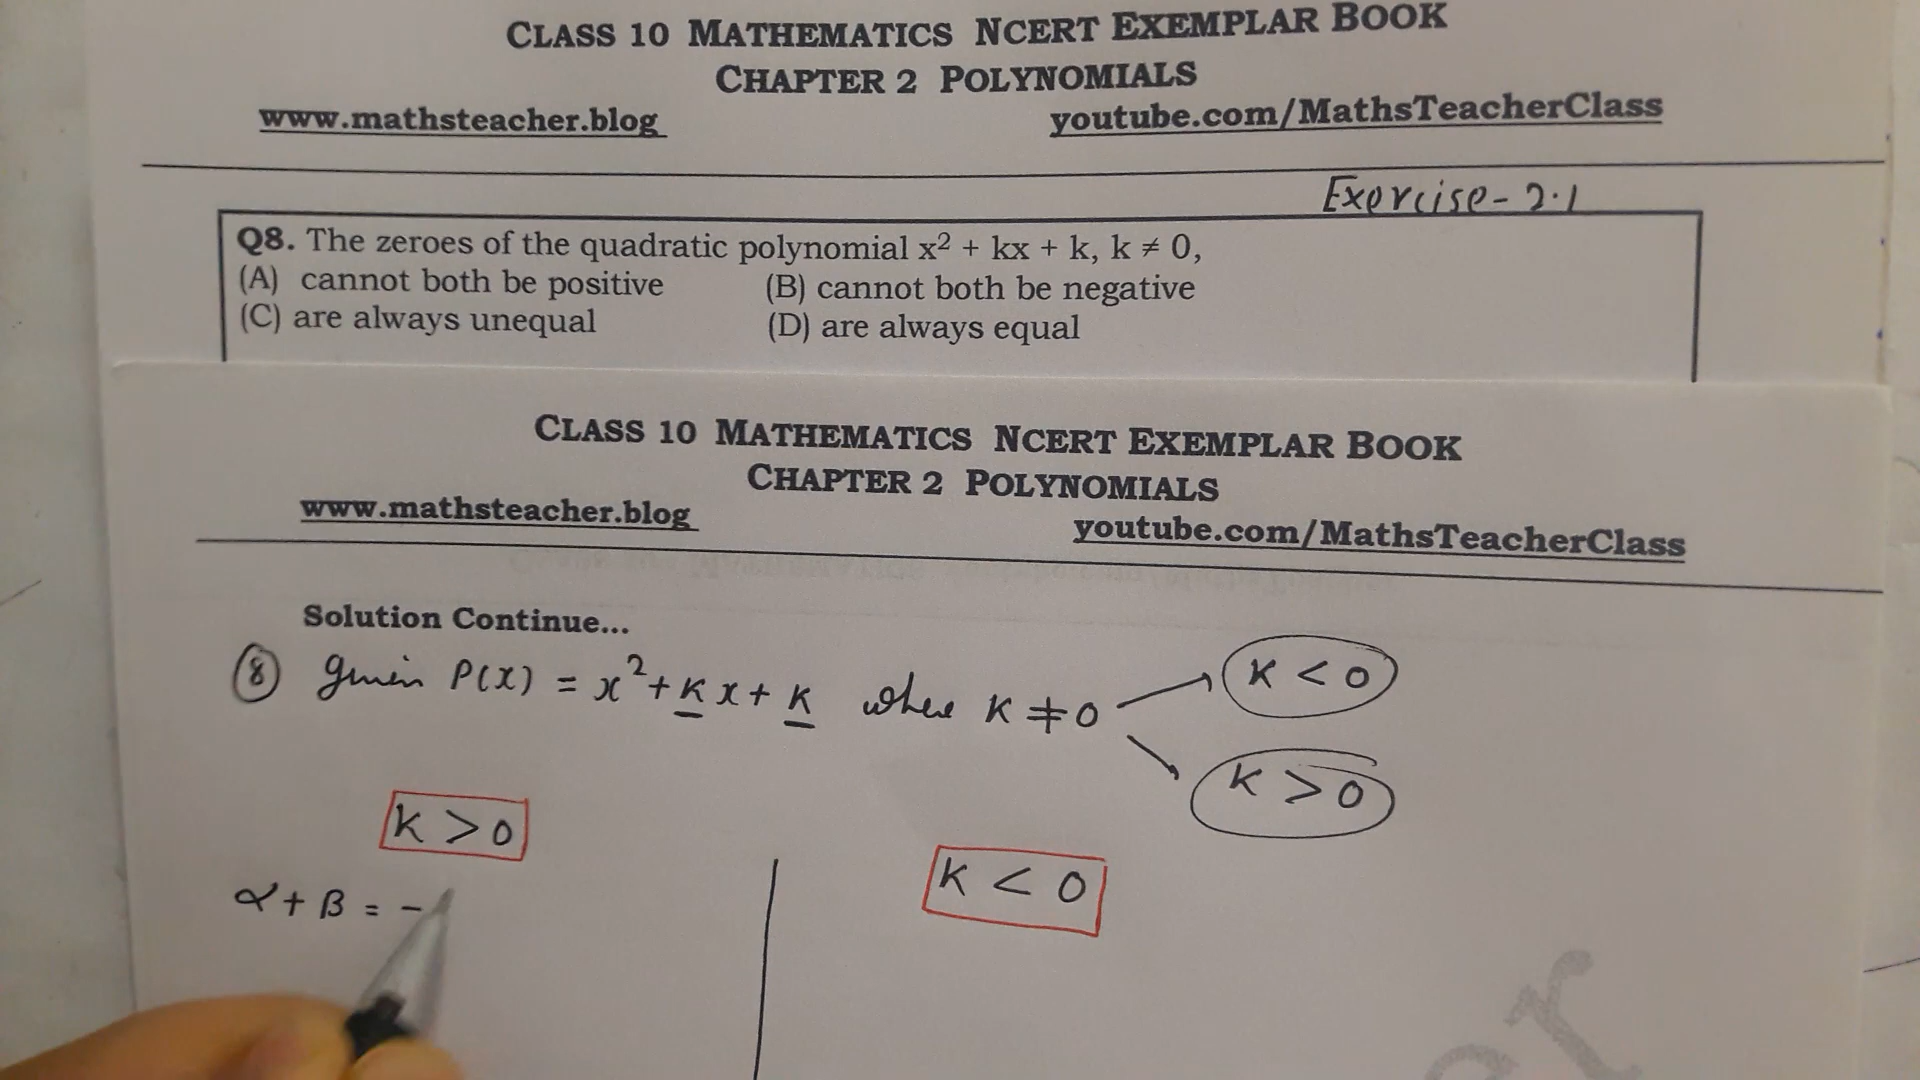 CLASS 10 MATHEMATICS NCERT EXEMPLAR BOOK
CHAPTER 2 POLYNOMIALS
www.mathsteacher.blog youtube.com/MathsTeacherClass
Exercise-2.1
Q8. The zeroes of the quadratic polynomial x² + kx + k, k ≠ 0,
(A) cannot both be positive (B) cannot both be negative
(C) are always unequal (D) are always equal
CLASS 10 MATHEMATICS NCERT EXEMPLAR BOOK
CHAPTER 2 POLYNOMIALS
www.mathsteacher.blog youtube.com/MathsTeacherClass
Solution Continue...
8 given P(x) = x² + kx + k where k ≠ 0
k < 0
k > 0
k > 0
k < 0
α + β = -
er